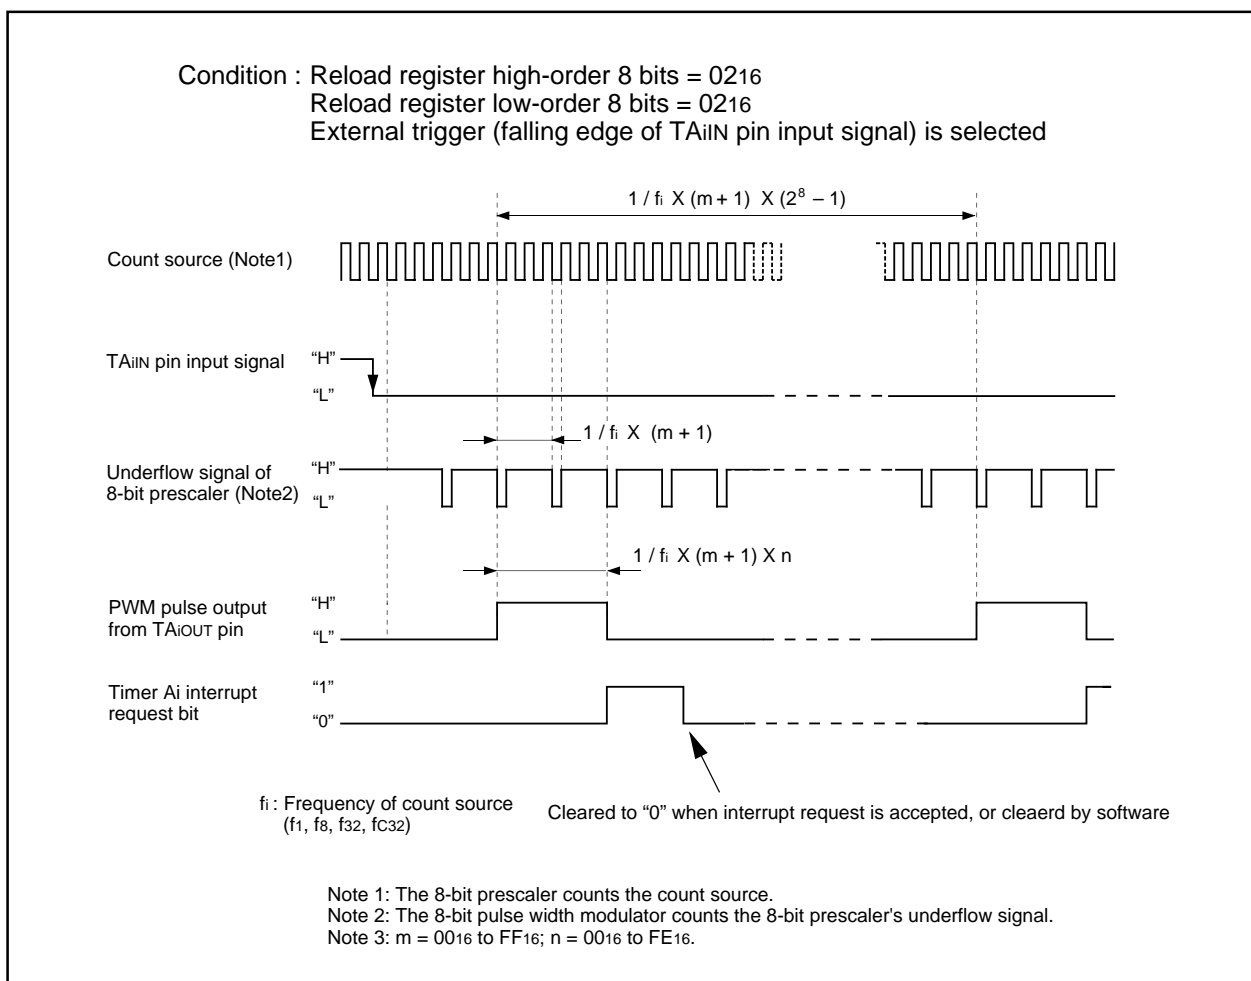 Condition : Reload register high-order 8 bits = 0216
Reload register low-order 8 bits = 0216
External trigger (falling edge of TAiIN pin input signal) is selected
1 / fi X (m + 1) X (2⁸ – 1)
Count source (Note1)
TAiIN pin input signal
“H”
“L”
1 / fi X (m + 1)
Underflow signal of
8-bit prescaler (Note2)
“H”
“L”
1 / fi X (m + 1) X n
PWM pulse output
from TAiOUT pin
“H”
“L”
Timer Ai interrupt
request bit
“1”
“0”
fi : Frequency of count source
(f1, f8, f32, fC32)
Cleared to “0” when interrupt request is accepted, or cleaerd by software
Note 1: The 8-bit prescaler counts the count source.
Note 2: The 8-bit pulse width modulator counts the 8-bit prescaler's underflow signal.
Note 3: m = 0016 to FF16; n = 0016 to FE16.